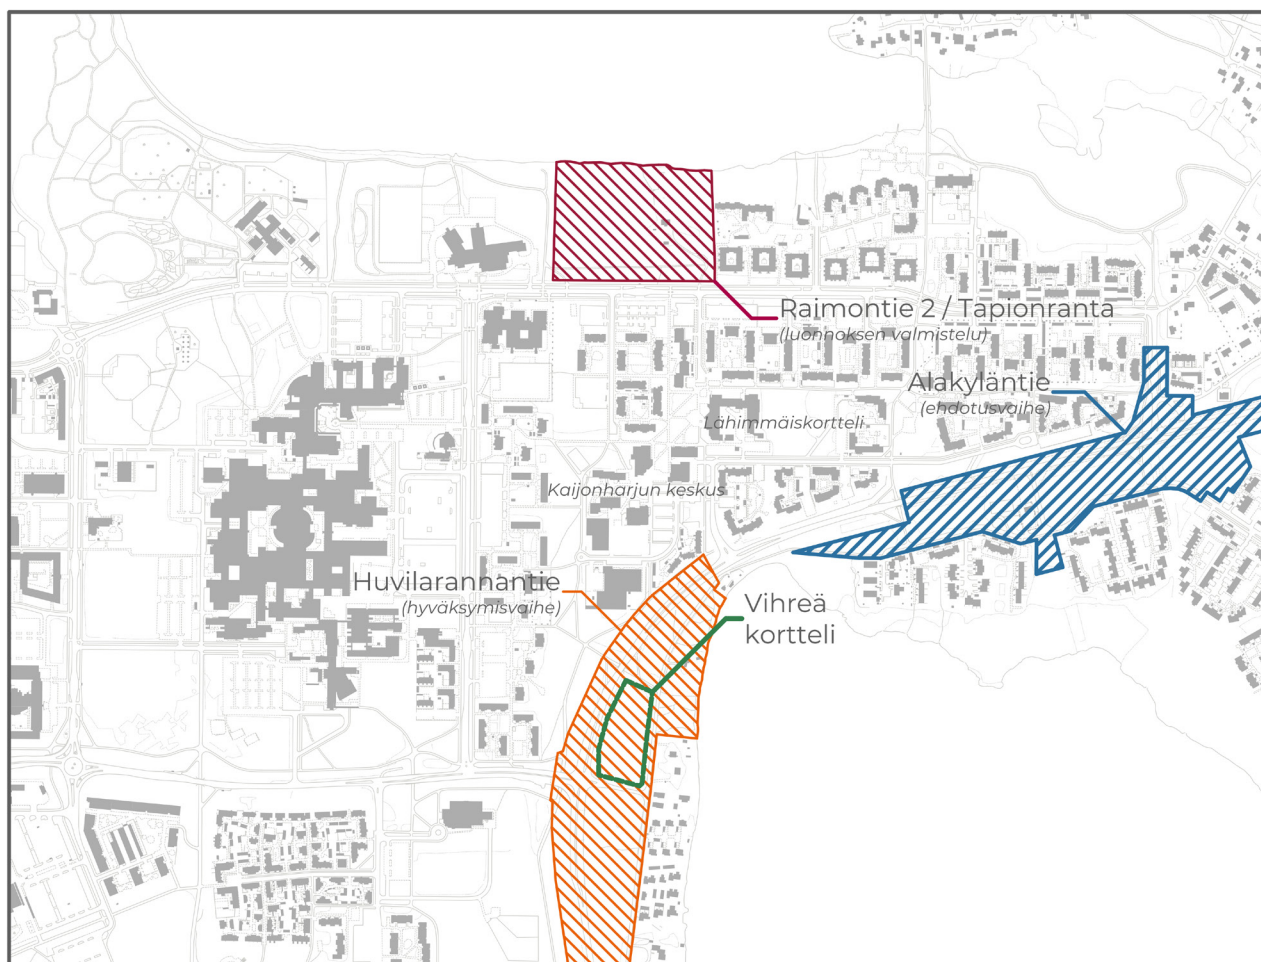 Raimontie 2 / Tapionranta
(luonnoksen valmistelu)
Alakyläntie
(ehdotusvaihe)
Lähimmäiskortteli
Kaijonharjun keskus
Huvilarannantie
(hyväksymisvaihe)
Vihreä
kortteli